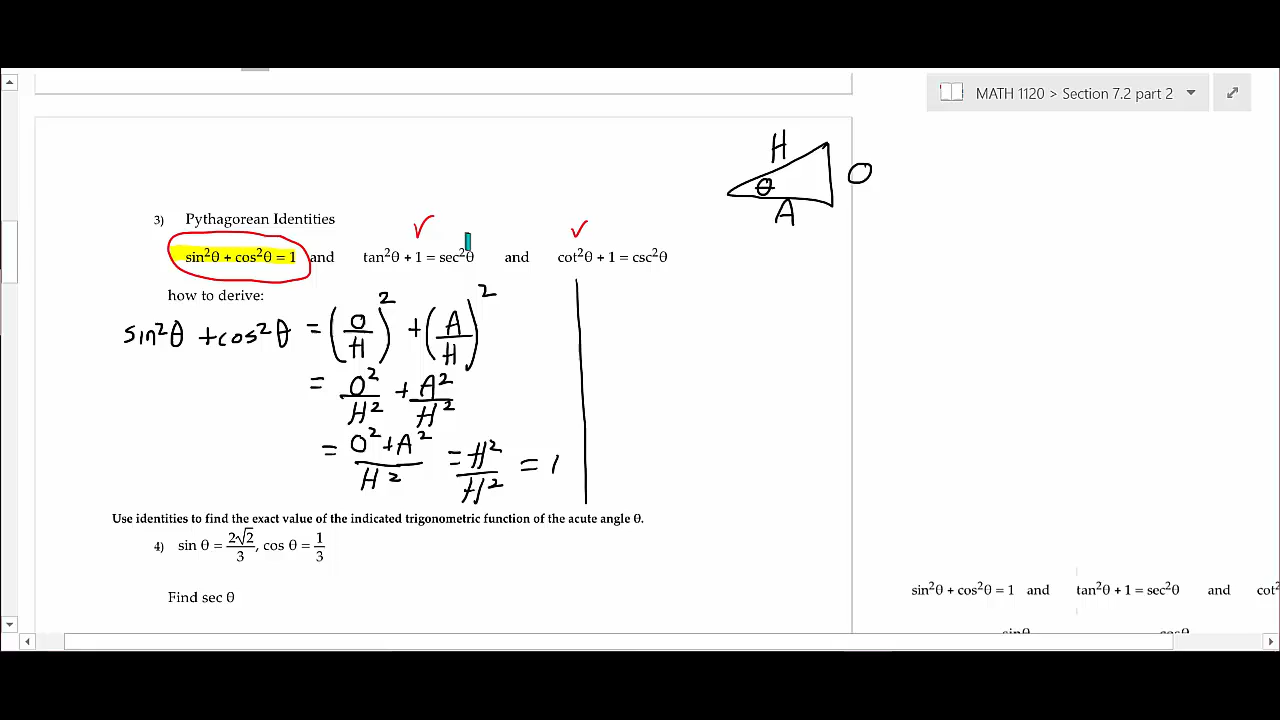 MATH 1120 > Section 7.2 part 2
H
θ
O
A
3) Pythagorean Identities
sin²θ + cos²θ = 1 and tan²θ + 1 = sec²θ and cot²θ + 1 = csc²θ
how to derive:
sin²θ + cos²θ = (O/H)² + (A/H)²
= O²/H² + A²/H²
= O² + A²/H² = H²/H² = 1
Use identities to find the exact value of the indicated trigonometric function of the acute angle θ.
4) sin θ = 2√2/3, cos θ = 1/3
Find sec θ
sin²θ + cos²θ = 1 and tan²θ + 1 = sec²θ and cot²
sinθ cosθ